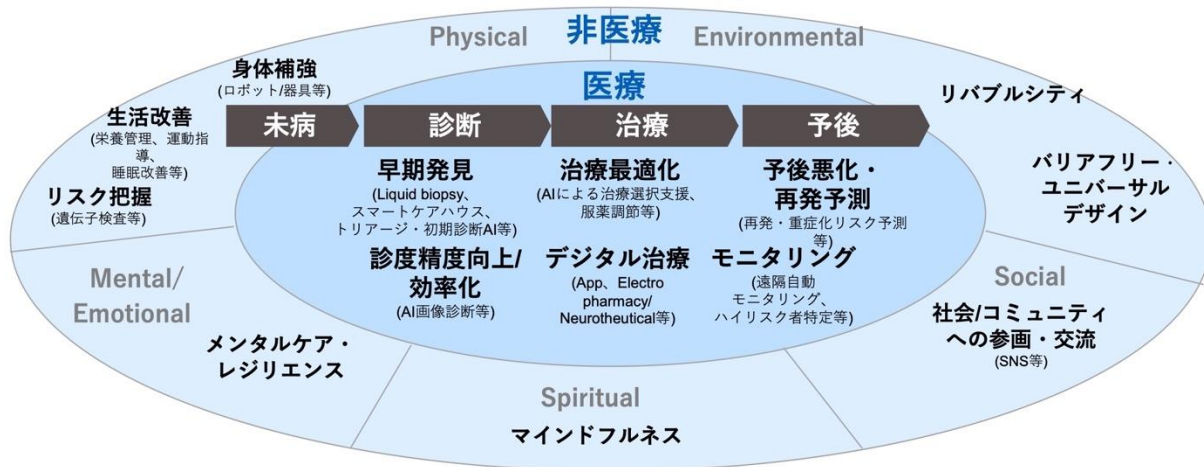 Physical
非医療
Environmental
医療
身体補強
(ロボット/器具等)
生活改善
(栄養管理、運動指
導、
睡眠改善等)
リスク把握
(遺伝子検査等)
未病
診断
治療
予後
早期発見
(Liquid biopsy、
スマートケアハウス、
トリアージ・初期診断AI等)
診度精度向上/
効率化
(AI画像診断等)
治療最適化
(AIによる治療選択支援、
服薬調節等)
デジタル治療
(App、Electro
pharmacy/
Neurotheutical等)
予後悪化・
再発予測
(再発・重症化リスク予測
等)
モニタリング
(遠隔自動
モニタリング、
ハイリスク者特定等)
リバブルシティ
バリアフリー・
ユニバーサル
デザイン
Mental/
Emotional
メンタルケア・
レジリエンス
Spiritual
マインドフルネス
Social
社会/コミュニティ
への参画・交流
(SNS等)